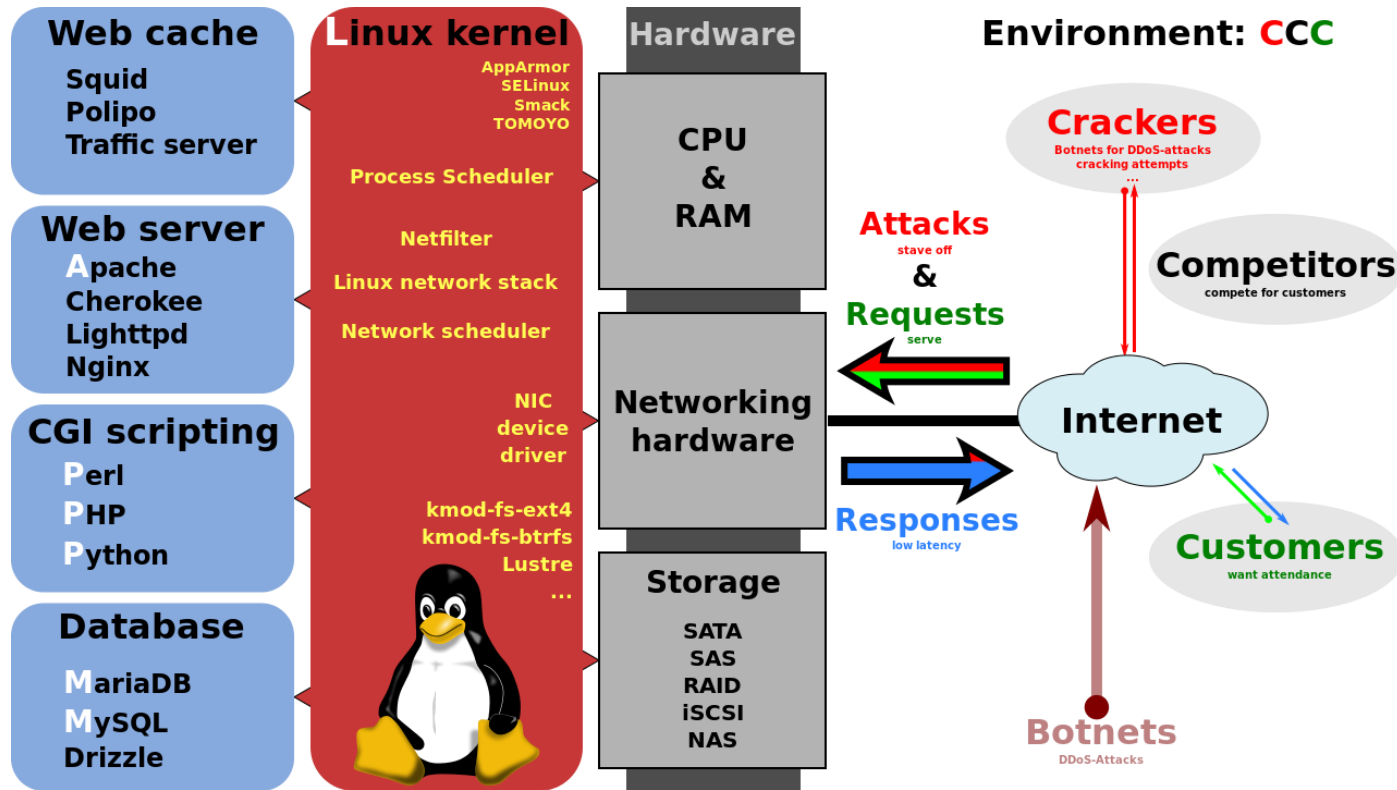 Web cache
Squid
Polipo
Traffic server
Web server
Apache
Cherokee
Lighttpd
Nginx
CGI scripting
Perl
PHP
Python
Database
MariaDB
MySQL
Drizzle
Linux kernel
AppArmor
SELinux
Smack
TOMOYO
Process Scheduler
Netfilter
Linux network stack
Network scheduler
NIC
device
driver
kmod-fs-ext4
kmod-fs-btrfs
Lustre
...
Hardware
CPU
&
RAM
Networking
hardware
Storage
SATA
SAS
RAID
iSCSI
NAS
Attacks
stave off
&
Requests
serve
Responses
low latency
Environment: CCC
Crackers
Botnets for DDoS-attacks
cracking attempts
...
Competitors
compete for customers
Internet
Customers
want attendance
Botnets
DDoS-Attacks